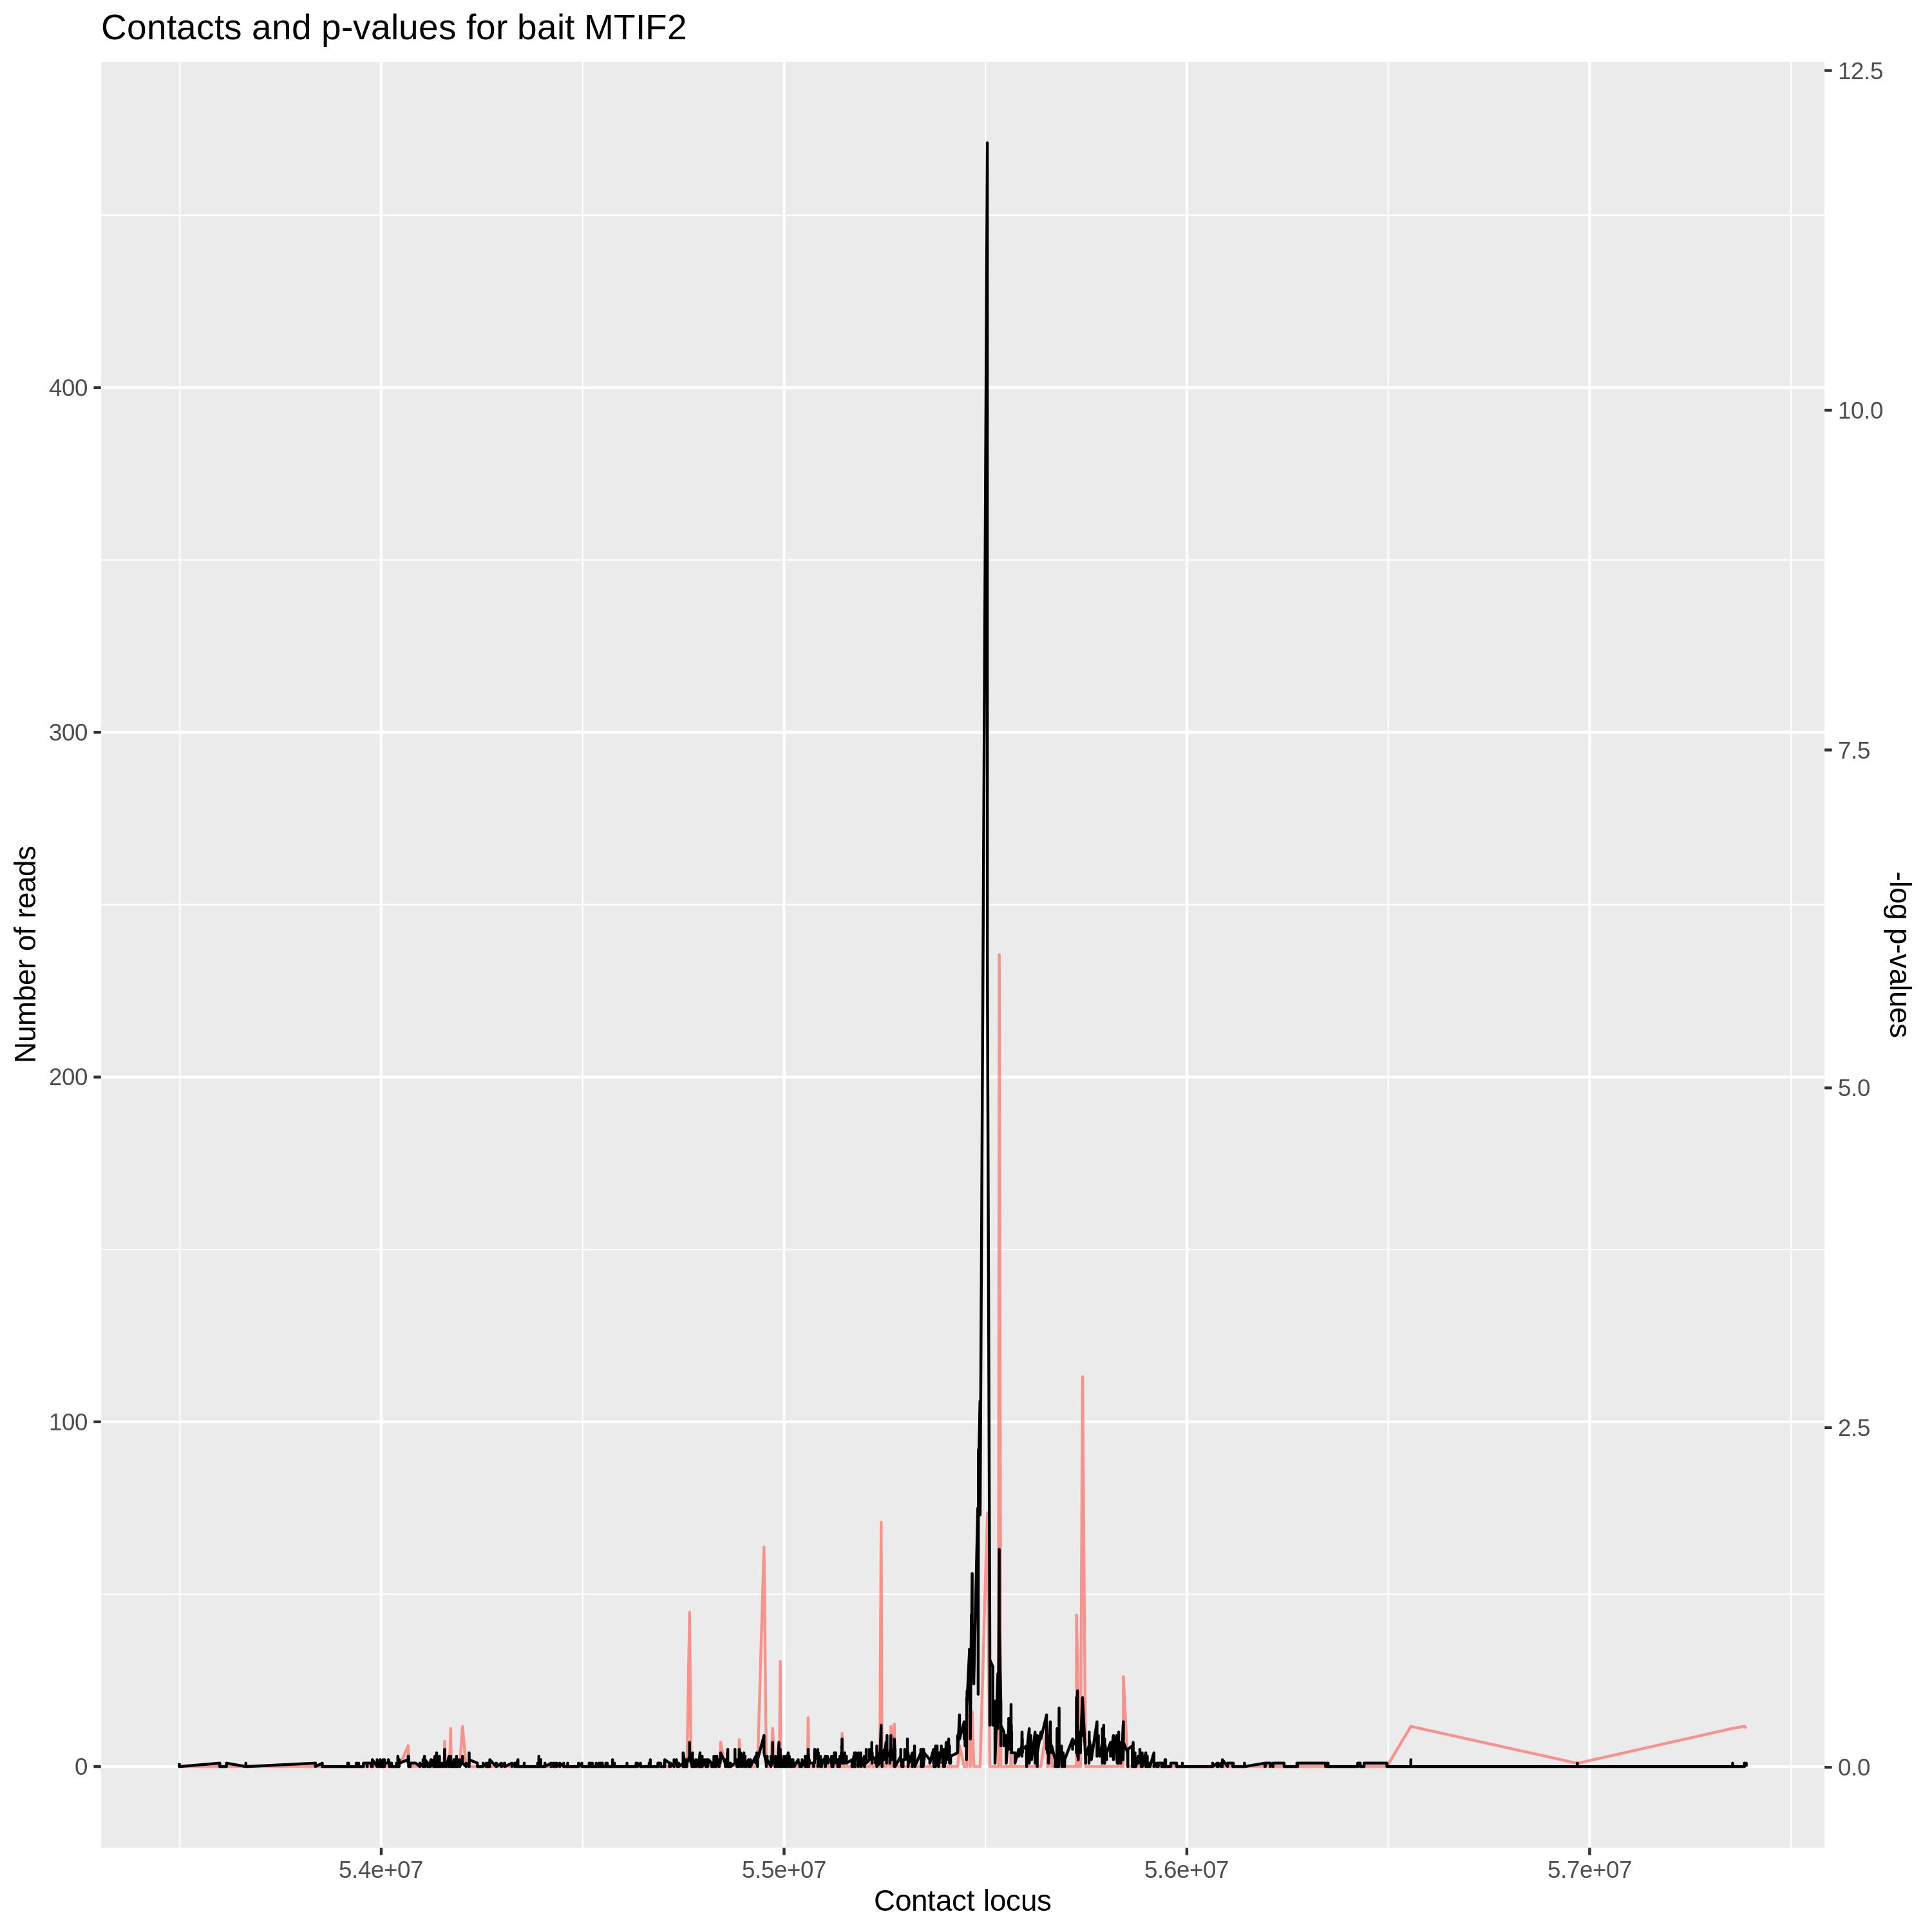 Contacts and p-values for bait MTIF2
12.5
400
10.0
300
7.5
Number of reads
-log p-values
200
5.0
100
2.5
0
0.0
5.4e+07
5.5e+07
5.6e+07
5.7e+07
Contact locus